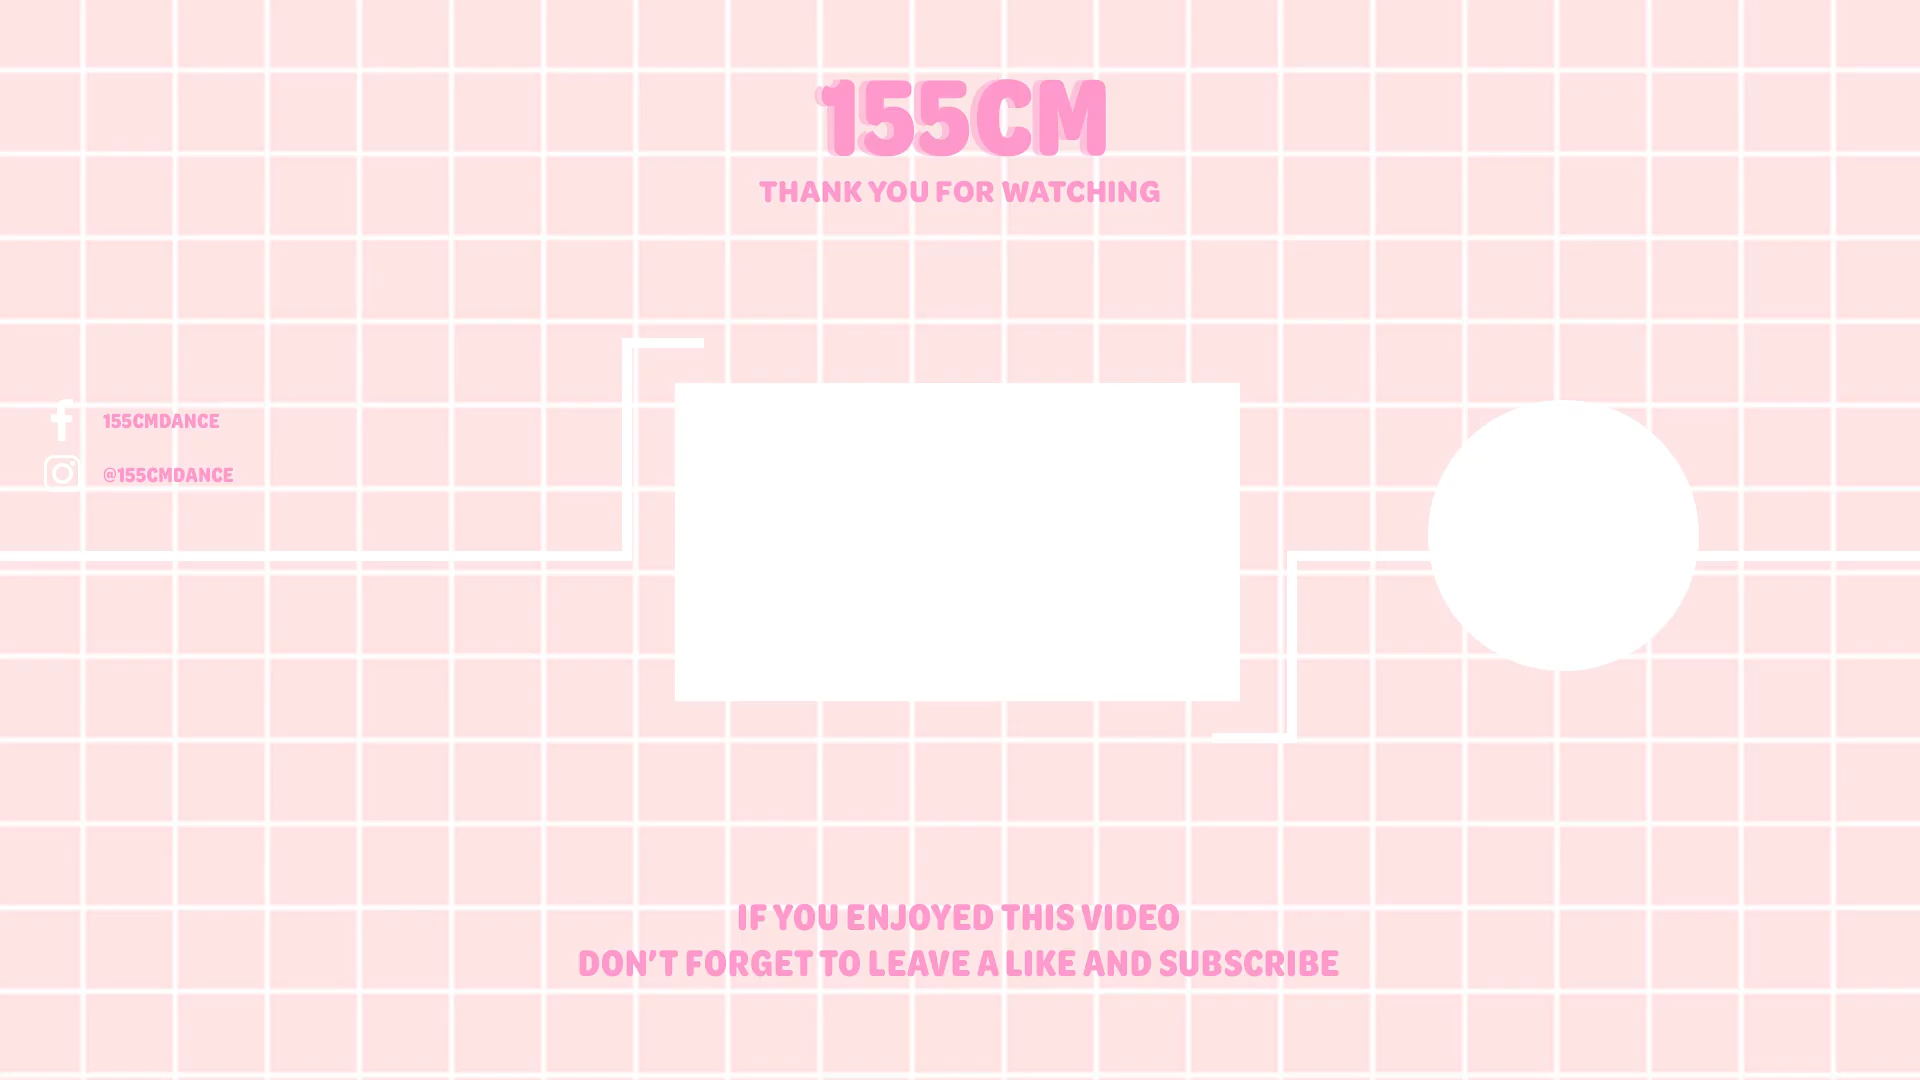 155CM
THANK YOU FOR WATCHING
155CMDANCE
@155CMDANCE
IF YOU ENJOYED THIS VIDEO
DON'T FORGET TO LEAVE A LIKE AND SUBSCRIBE